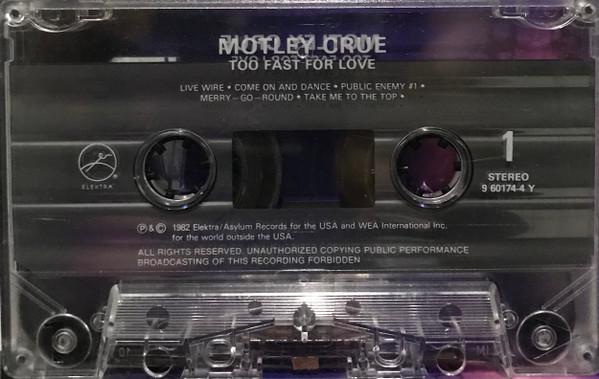 MOTLEY CRUE
TOO FAST FOR LOVE
LIVE WIRE • COME ON AND DANCE • PUBLIC ENEMY #1 •
MERRY-GO-ROUND • TAKE ME TO THE TOP •
1
ELEKTRA
STEREO
9 60174-4 Y
℗ & © 1982 Elektra/Asylum Records for the USA and WEA International Inc.
for the world outside the USA.
ALL RIGHTS RESERVED. UNAUTHORIZED COPYING PUBLIC PERFORMANCE
BROADCASTING OF THIS RECORDING FORBIDDEN